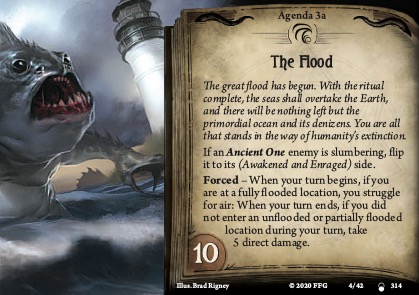 Agenda 3a
The Flood
The great flood has begun. With the ritual
complete, the seas shall overtake the Earth,
and there will be nothing left but the
primordial ocean and its denizens. You are all
that stands in the way of humanity's extinction.
If an Ancient One enemy is slumbering, flip
it to its (Awakened and Enraged) side.
Forced – When your turn begins, if you
are at a fully flooded location, you struggle
for air: When your turn ends, if you did
not enter an unflooded or partially flooded
location during your turn, take
5 direct damage.
10
Illus. Brad Rigney
© 2020 FFG
4/42
314